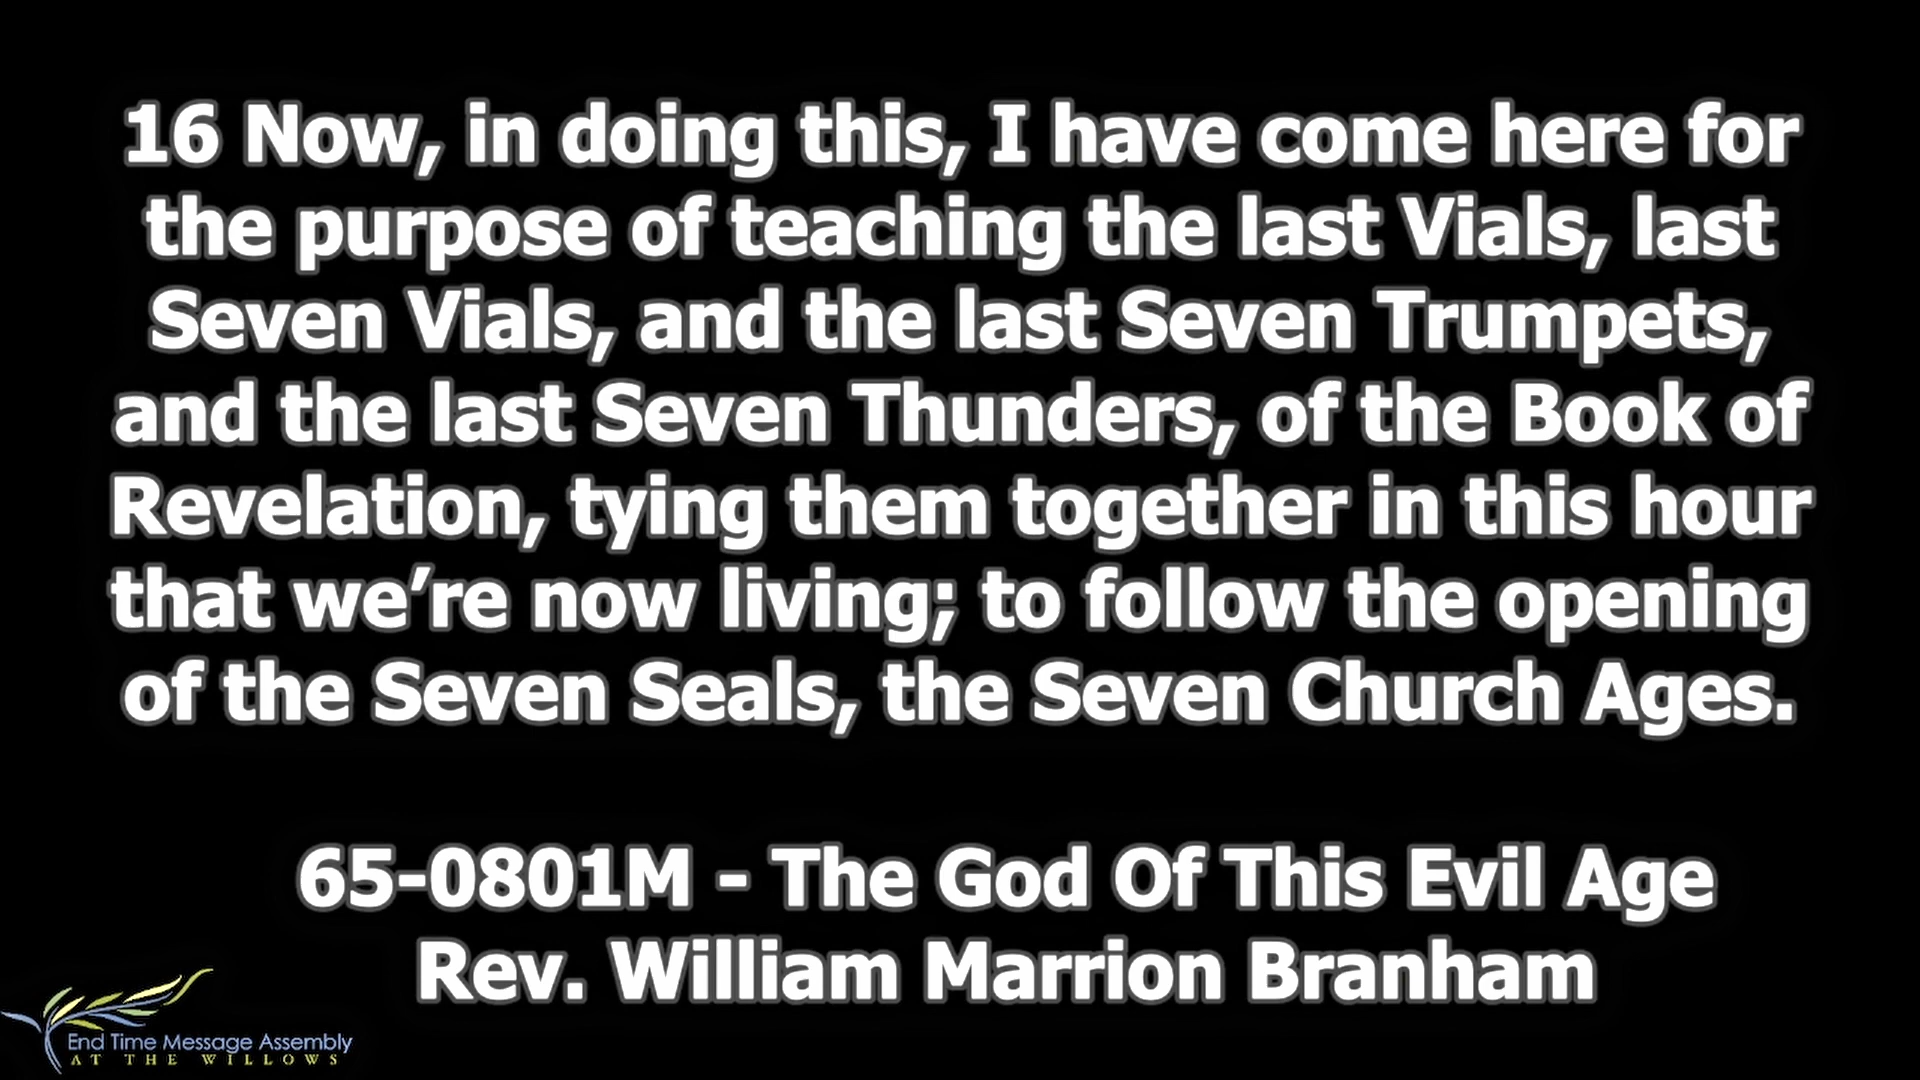 16 Now, in doing this, I have come here for
the purpose of teaching the last Vials, last
Seven Vials, and the last Seven Trumpets,
and the last Seven Thunders, of the Book of
Revelation, tying them together in this hour
that we’re now living; to follow the opening
of the Seven Seals, the Seven Church Ages.
65-0801M - The God Of This Evil Age
Rev. William Marrion Branham
End Time Message Assembly
AT THE WILLOWS